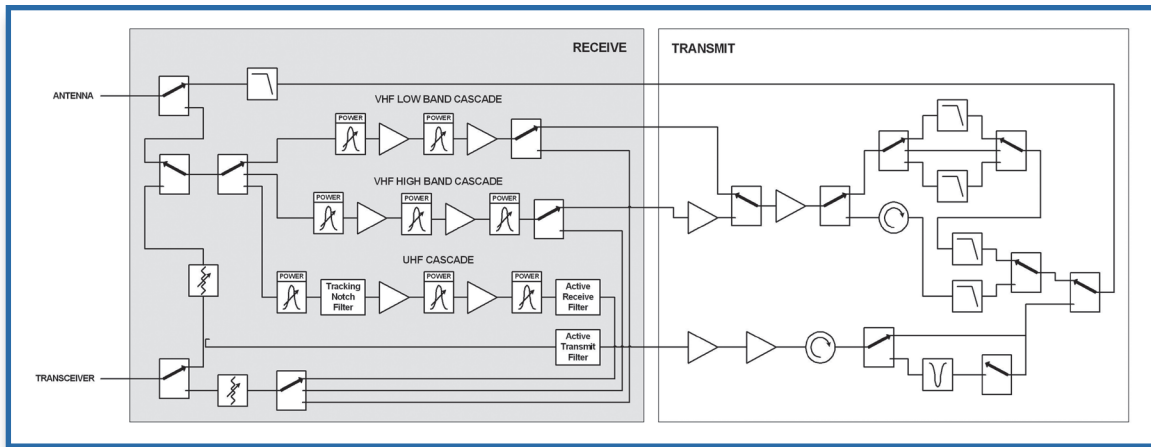 RECEIVE
TRANSMIT
ANTENNA
VHF LOW BAND CASCADE
POWER
POWER
VHF HIGH BAND CASCADE
POWER
POWER
POWER
UHF CASCADE
POWER
Tracking
Notch
Filter
POWER
POWER
Active
Receive
Filter
Active
Transmit
Filter
TRANSCEIVER